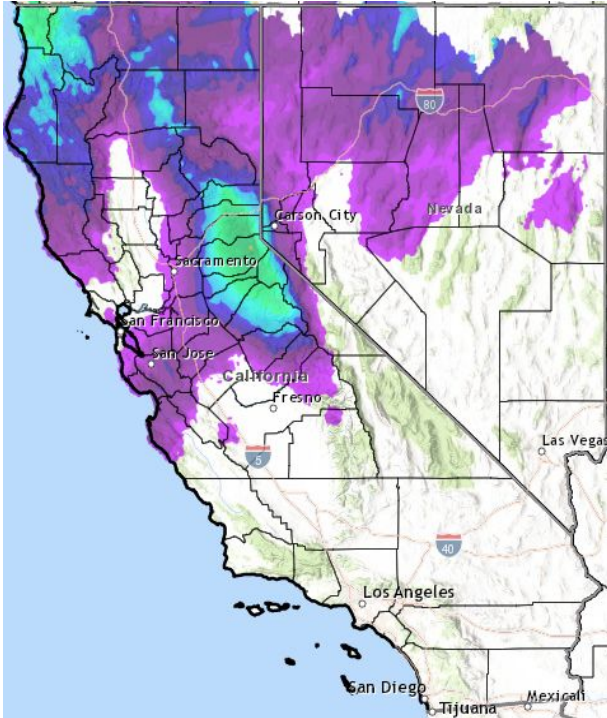 80
Nevada
Carson City
Sacramento
San Francisco
San Jose
California
Fresno
Las Vegas
5
40
Los Angeles
San Diego
Tijuana
Mexicali